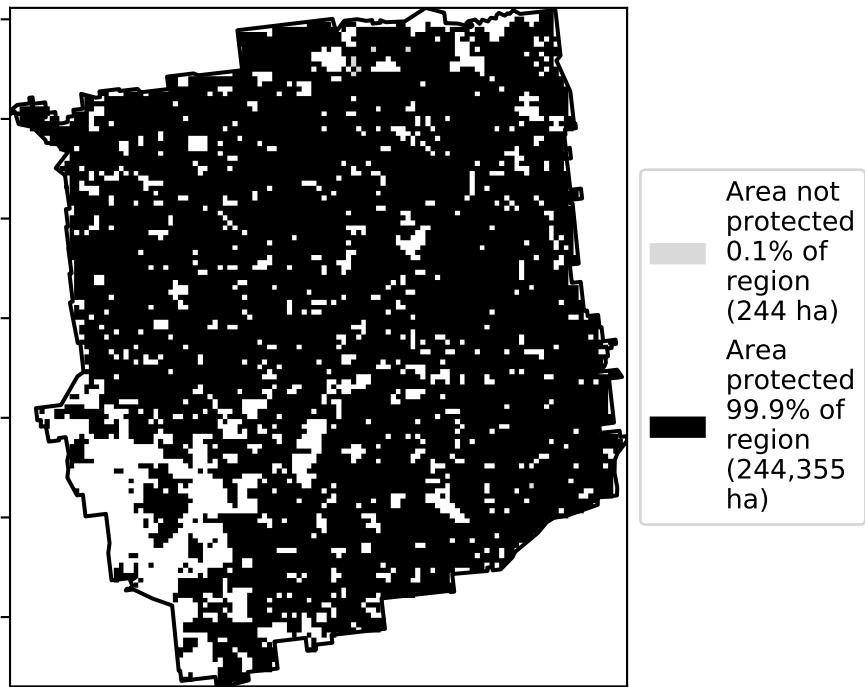 Area not
protected
0.1% of
region
(244 ha)
Area
protected
99.9% of
region
(244,355
ha)